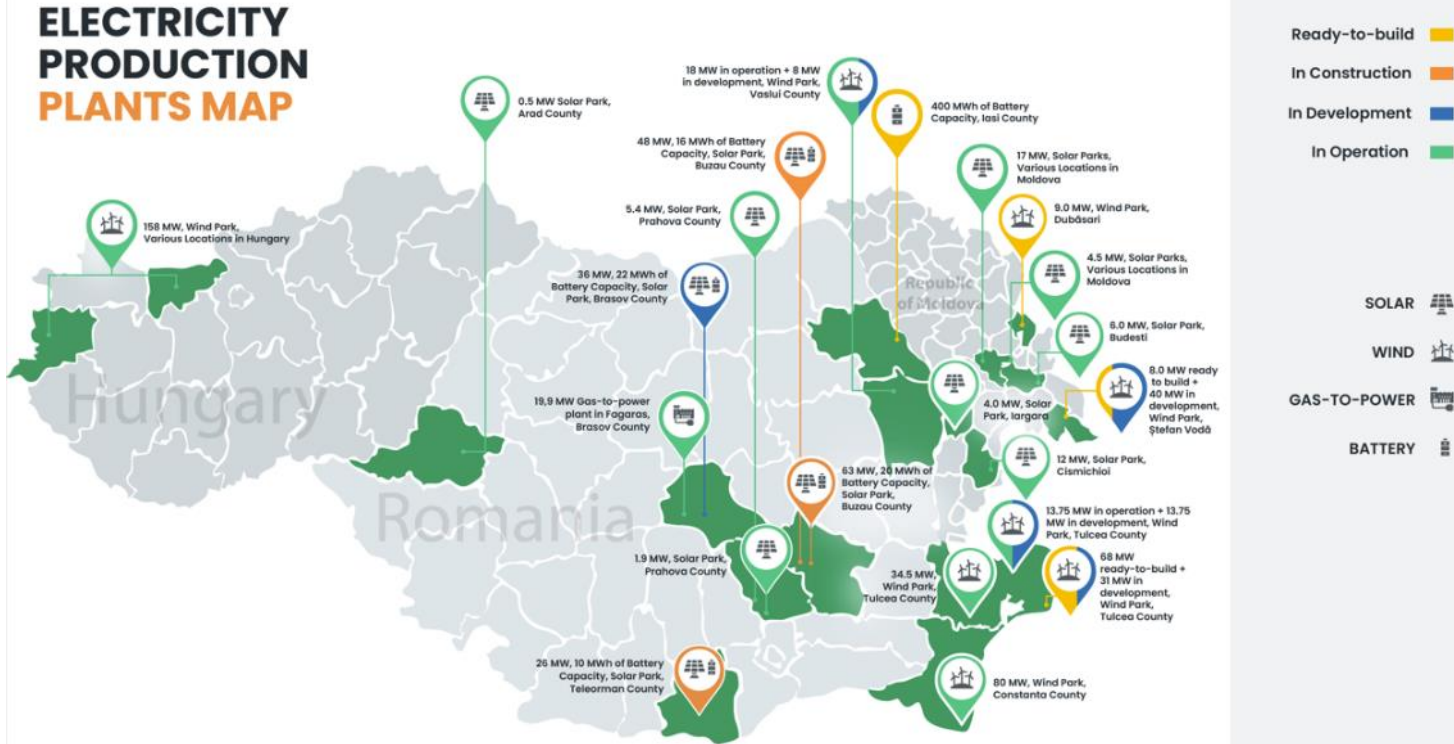 ELECTRICITY
PRODUCTION
PLANTS MAP
0.5 MW Solar Park,
Arad County
18 MW in operation + 8 MW
in development, Wind Park,
Vaslui County
400 MWh of Battery
Capacity, Iasi County
48 MW, 16 MWh of Battery
Capacity, Solar Park,
Buzau County
17 MW, Solar Parks,
Various Locations in
Moldova
5.4 MW, Solar Park,
Prahova County
9.0 MW, Wind Park,
Dubăsari
158 MW, Wind Park,
Various Locations in Hungary
4.5 MW, Solar Parks,
Various Locations in
Moldova
36 MW, 22 MWh of
Battery Capacity, Solar
Park, Brasov County
Republic
of Moldova
6.0 MW, Solar Park,
Budesti
Hungary
19,9 MW Gas-to-power
plant in Fagaras,
Brasov County
4.0 MW, Solar
Park, Iargara
8.0 MW ready
to build +
40 MW in
development,
Wind Park,
Ștefan Vodă
12 MW, Solar Park,
Cismichioi
63 MW, 20 MWh of
Battery Capacity,
Solar Park,
Buzau County
Romania
13.75 MW in operation + 13.75
MW in development, Wind
Park, Tulcea County
1.9 MW, Solar Park,
Prahova County
34.5 MW,
Wind Park,
Tulcea County
68 MW
ready-to-build +
31 MW in
development,
Wind Park,
Tulcea County
26 MW, 10 MWh of Battery
Capacity, Solar Park,
Teleorman County
80 MW, Wind Park,
Constanta County
Ready-to-build
In Construction
In Development
In Operation
SOLAR
WIND
GAS-TO-POWER
BATTERY